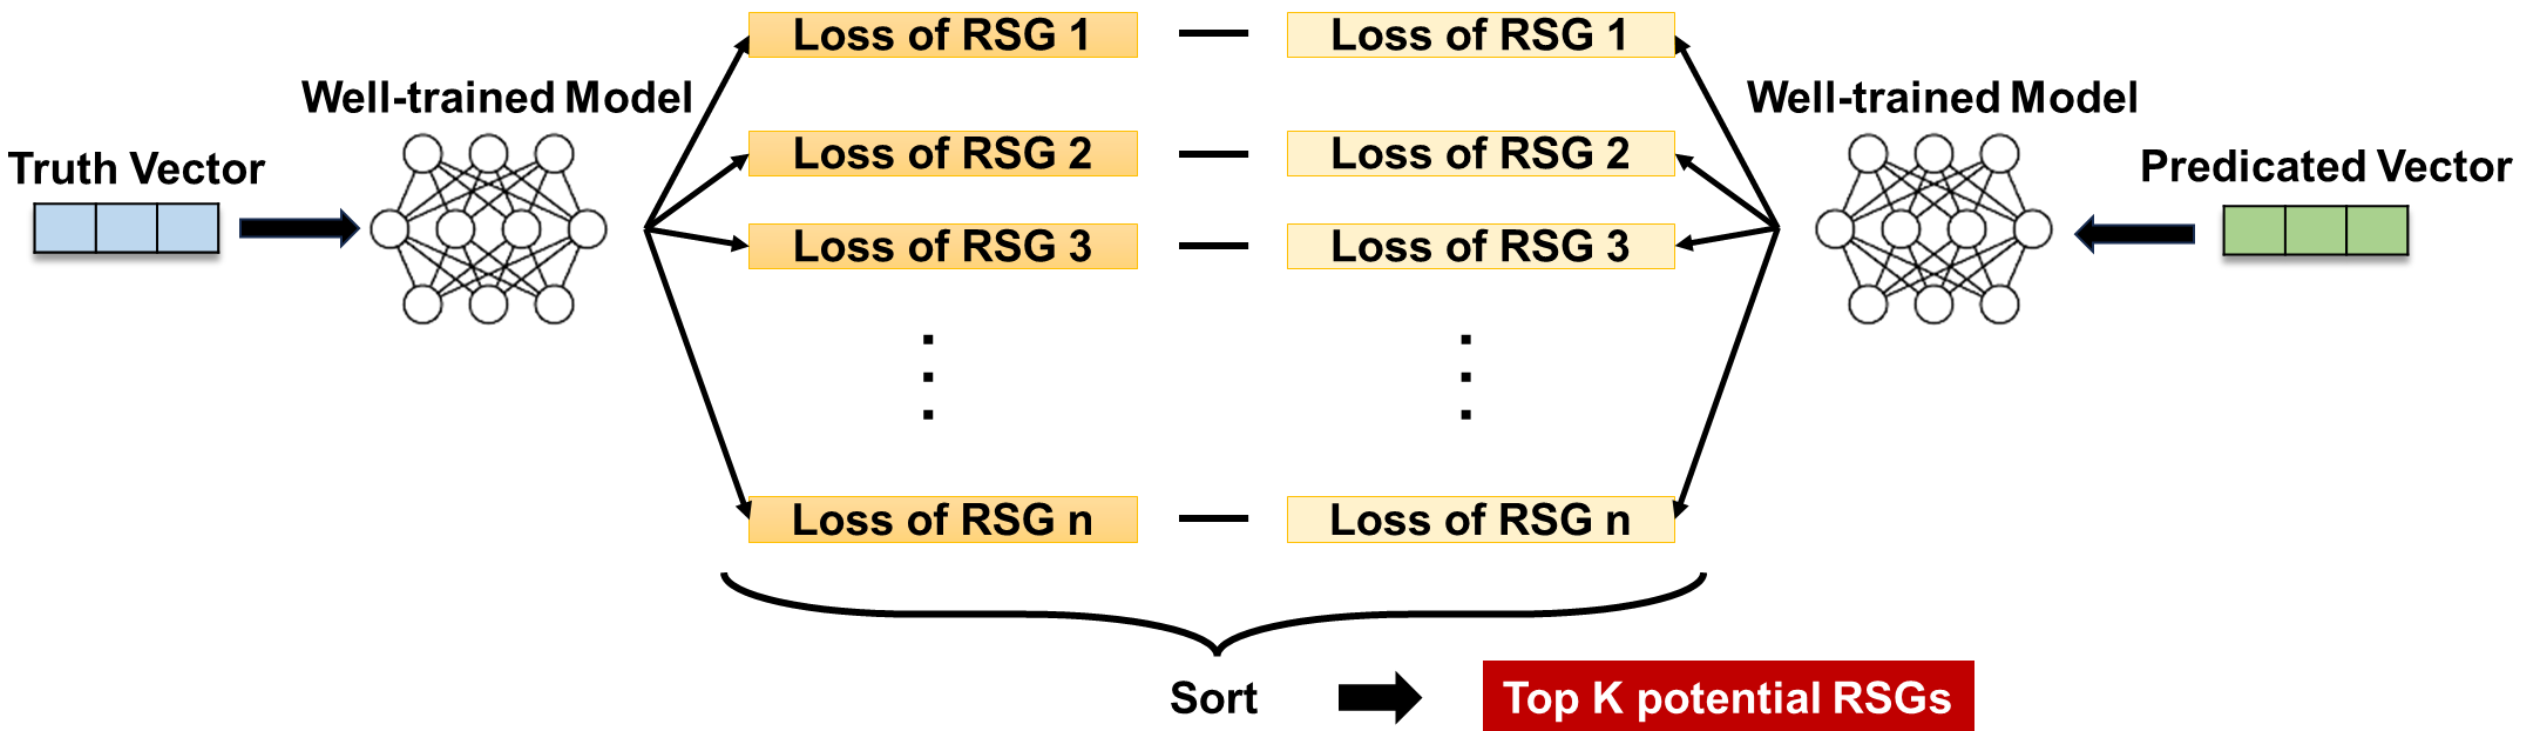 Loss of RSG 1 — Loss of RSG 1
Well-trained Model
Well-trained Model
Truth Vector
Loss of RSG 2 — Loss of RSG 2
Predicated Vector
Loss of RSG 3 — Loss of RSG 3
Loss of RSG n — Loss of RSG n
Sort
Top K potential RSGs